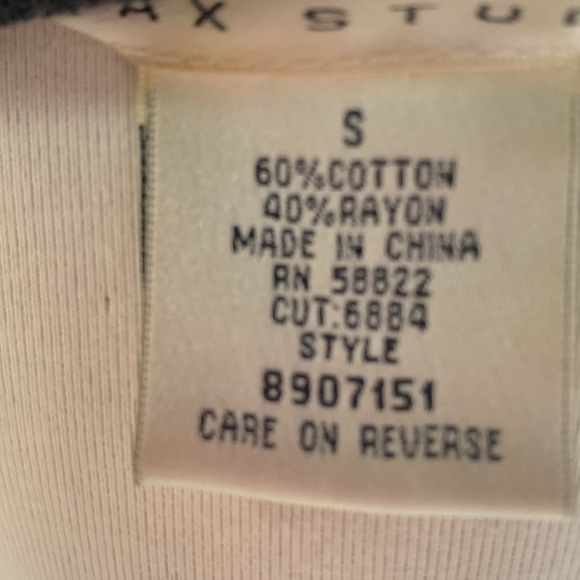 AX STU
S
60%COTTON
40%RAYON
MADE IN CHINA
RN 58822
CUT:6884
STYLE
8907151
CARE ON REVERSE